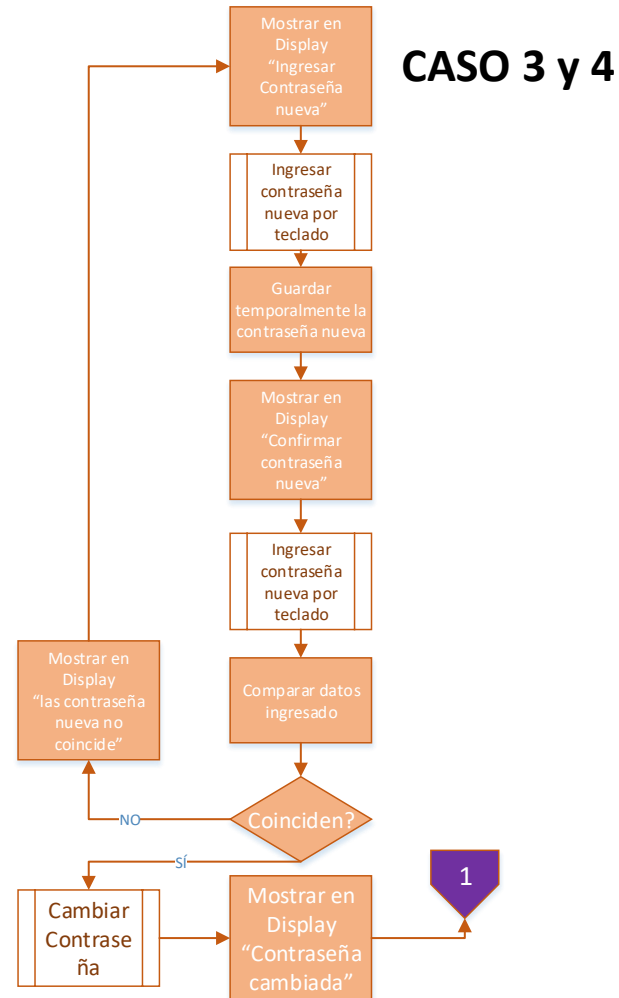 Mostrar en
Display
“Ingresar
Contraseña
nueva”
CASO 3 y 4
Ingresar
contraseña
nueva por
teclado
Guardar
temporalmente la
contraseña nueva
Mostrar en
Display
“Confirmar
contraseña
nueva”
Ingresar
contraseña
nueva por
teclado
Mostrar en
Display
“las contraseña
nueva no
coincide”
Comparar datos
ingresado
Coinciden?
NO
SÍ
Cambiar
Contrase
ña
Mostrar en
Display
“Contraseña
cambiada”
1